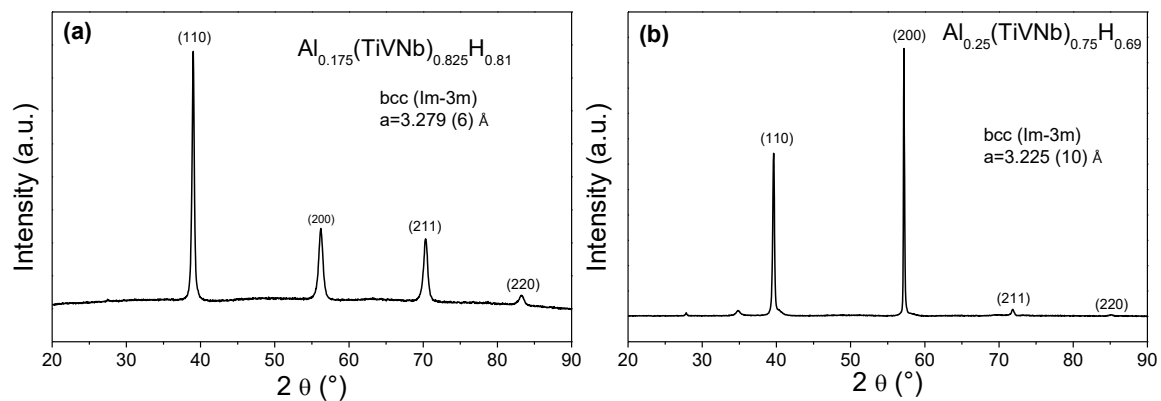 (a)
(110)
Al0.175(TiVNb)0.825H0.81
bcc (Im-3m)
a=3.279 (6) Å
(200)
(211)
(220)
Intensity (a.u.)
20 30 40 50 60 70 80 90
2 θ (°)
(b)
(200)
Al0.25(TiVNb)0.75H0.69
(110)
bcc (Im-3m)
a=3.225 (10) Å
(211)
(220)
Intensity (a.u.)
20 30 40 50 60 70 80 90
2 θ (°)